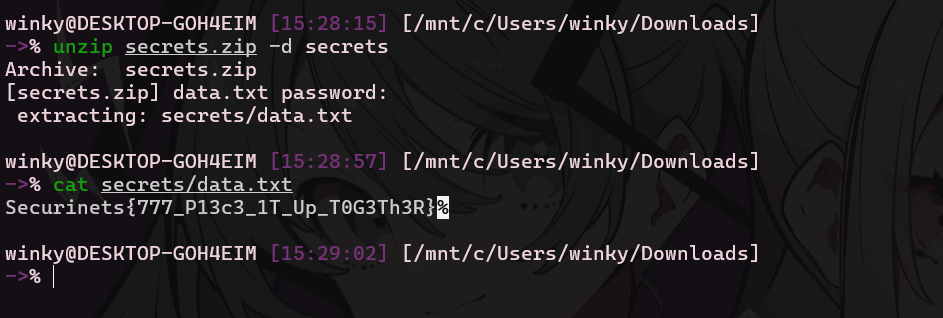 winky@DESKTOP-GOH4EIM [15:28:15] [/mnt/c/Users/winky/Downloads]
->% unzip secrets.zip -d secrets
Archive:  secrets.zip
[secrets.zip] data.txt password:
 extracting: secrets/data.txt
winky@DESKTOP-GOH4EIM [15:28:57] [/mnt/c/Users/winky/Downloads]
->% cat secrets/data.txt
Securinets{777_P13c3_1T_Up_T0G3Th3R}%
winky@DESKTOP-GOH4EIM [15:29:02] [/mnt/c/Users/winky/Downloads]
->%